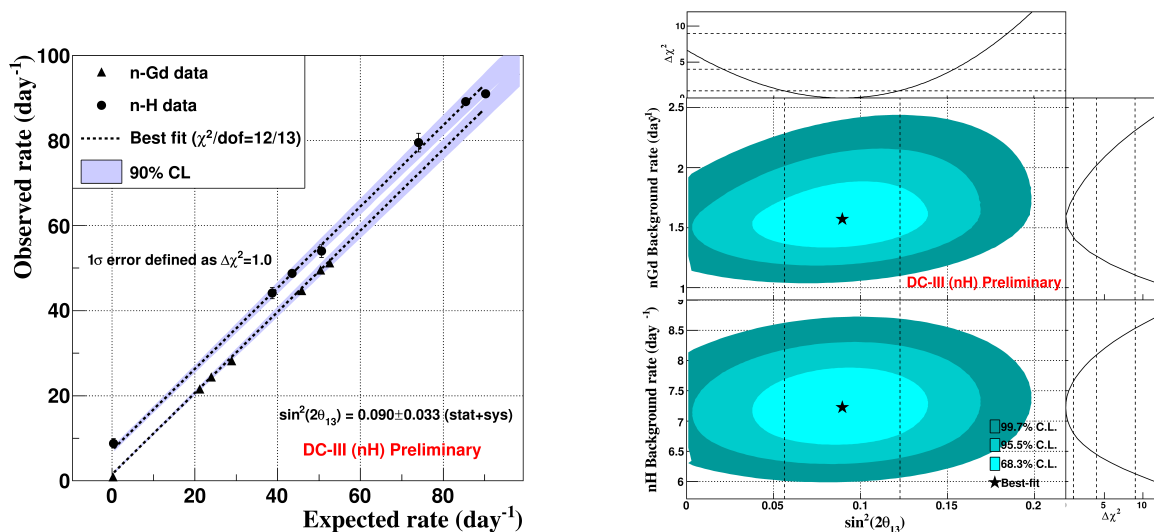 100
80
60
40
20
0
Observed rate (day⁻¹)
n-Gd data
n-H data
Best fit (χ²/dof=12/13)
90% CL
1σ error defined as Δχ²=1.0
sin²(2θ₁₃) = 0.090±0.033 (stat+sys)
DC-III (nH) Preliminary
0 20 40 60 80 100
Expected rate (day⁻¹)
10
5
Δχ²
2.5
2
1.5
1
nGd Background rate (day⁻¹)
DC-III (nH) Preliminary
9
8.5
8
7.5
7
6.5
6
nH Background rate (day⁻¹)
99.7% C.L.
95.5% C.L.
68.3% C.L.
Best-fit
0 0.05 0.1 0.15 0.2
sin²(2θ₁₃)
5 10
Δχ²